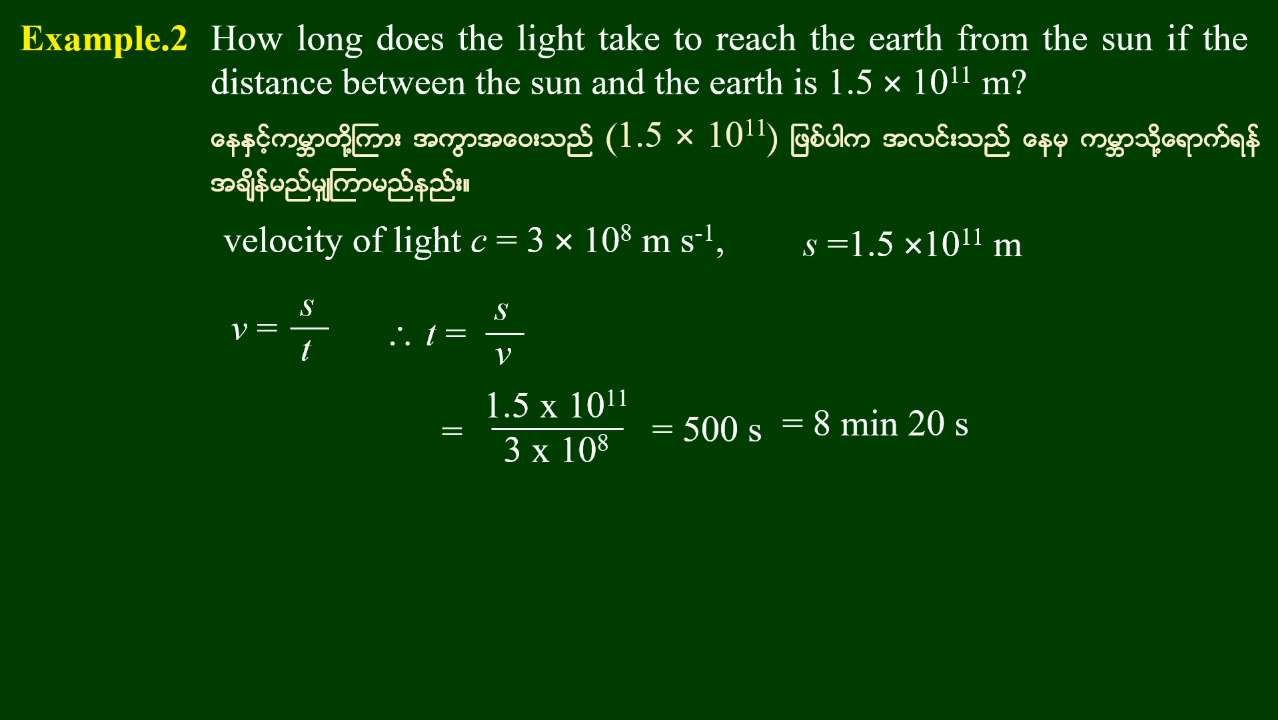 Example.2 How long does the light take to reach the earth from the sun if the
distance between the sun and the earth is 1.5 × 10¹¹ m?
နေနှင့်ကမ္ဘာတို့ကြား အကွာအဝေးသည် (1.5 × 10¹¹) ဖြစ်ပါက အလင်းသည် နေမှ ကမ္ဘာသို့ရောက်ရန်
အချိန်မည်မျှကြာမည်နည်း။
velocity of light c = 3 × 10⁸ m s⁻¹, s =1.5 ×10¹¹ m
v = s/t ∴ t = s/v
= 1.5 x 10¹¹/3 x 10⁸ = 500 s = 8 min 20 s